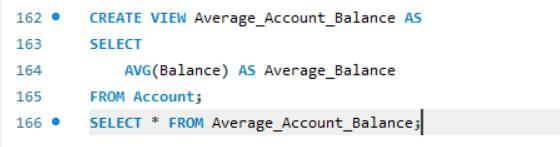 162 CREATE VIEW Average_Account_Balance AS
163 SELECT
164 AVG(Balance) AS Average_Balance
165 FROM Account;
166 SELECT * FROM Average_Account_Balance;